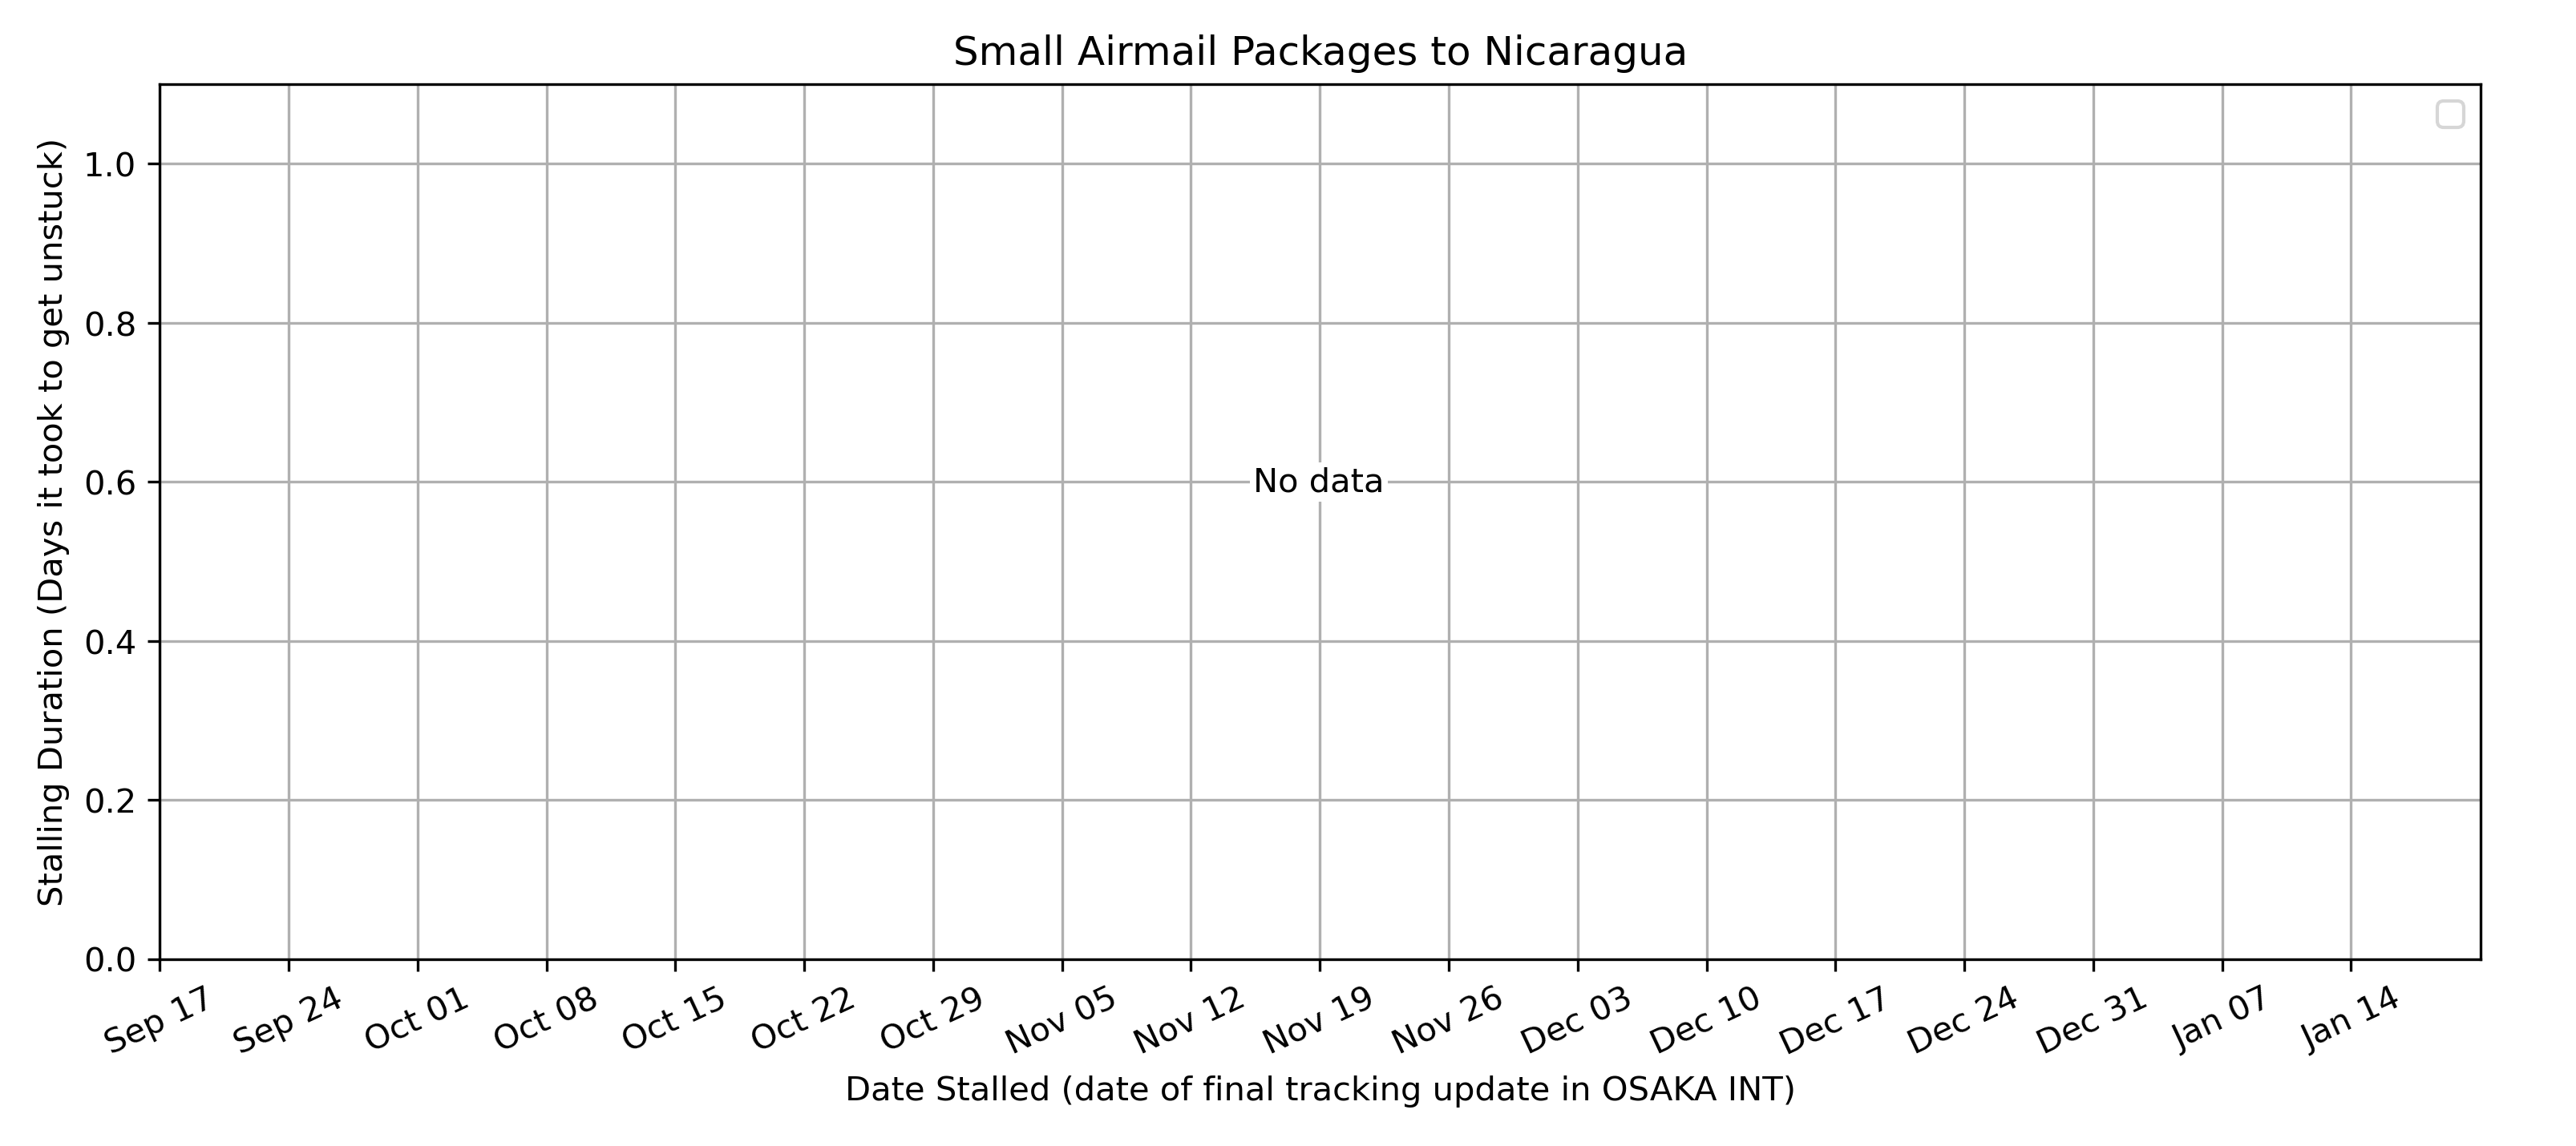 Small Airmail Packages to Nicaragua
Stalling Duration (Days it took to get unstuck)
1.0
0.8
0.6
0.4
0.2
0.0
No data
Sep 17
Sep 24
Oct 01
Oct 08
Oct 15
Oct 22
Oct 29
Nov 05
Nov 12
Nov 19
Nov 26
Dec 03
Dec 10
Dec 17
Dec 24
Dec 31
Jan 07
Jan 14
Date Stalled (date of final tracking update in OSAKA INT)